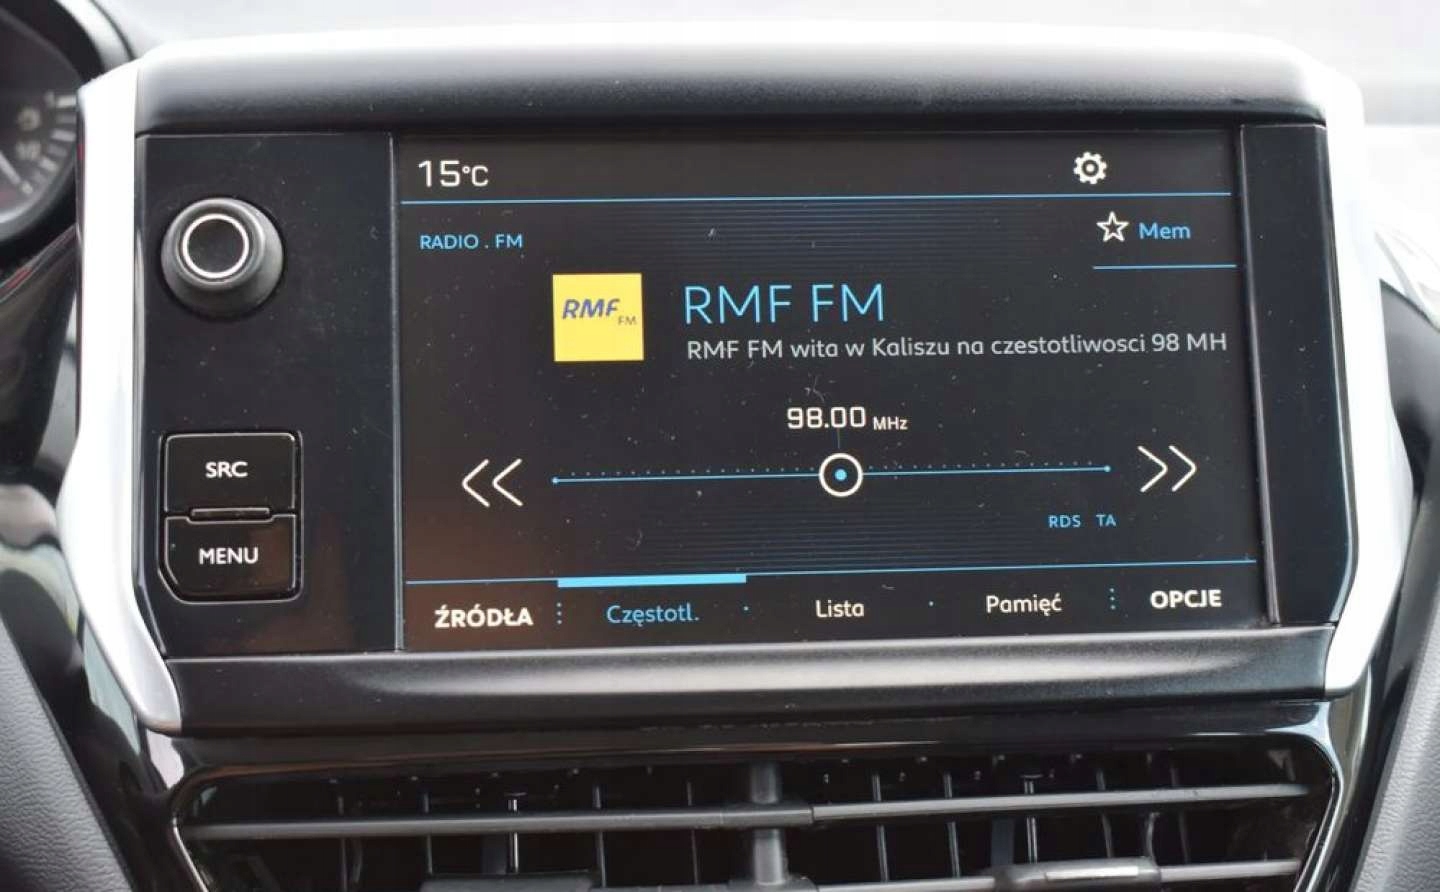 15°C
RADIO . FM
Mem
RMF FM
RMF FM
RMF FM wita w Kaliszu na czestotliwosci 98 MH
98.00 MHz
SRC
MENU
RDS TA
ŹRÓDŁA Częstotl. Lista Pamięć OPCJE